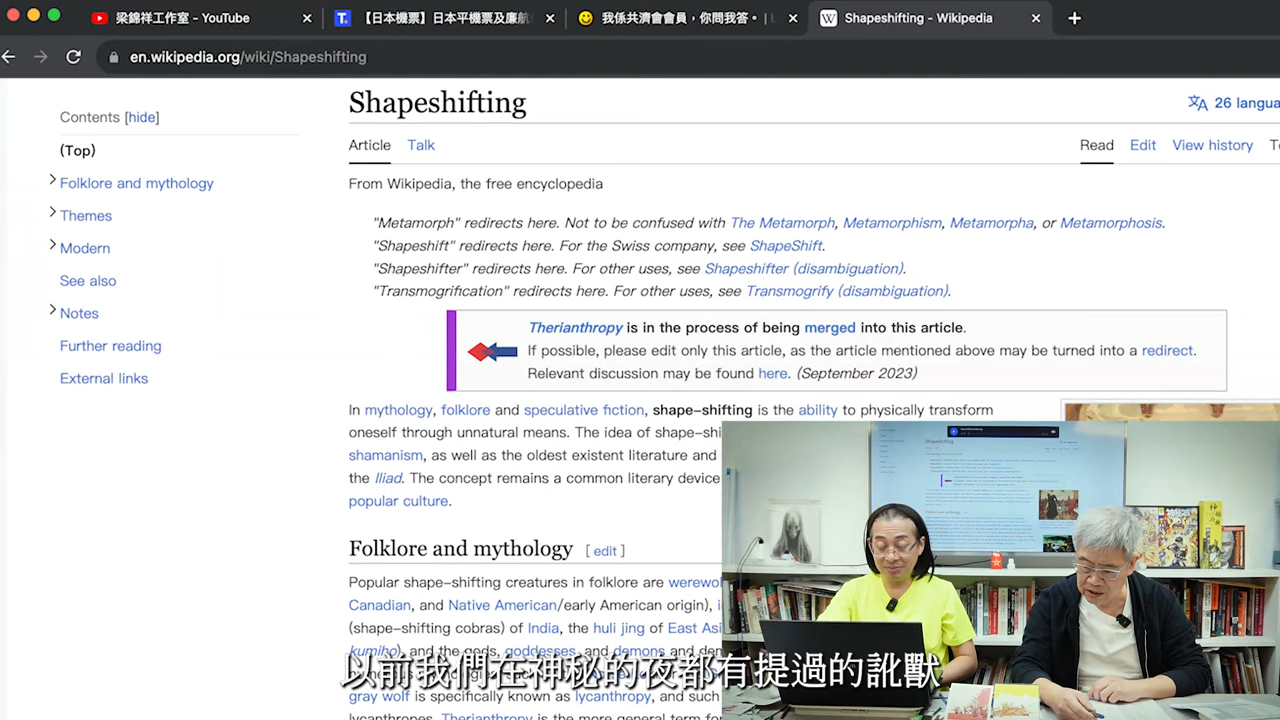 梁錦祥工作室 - YouTube
【日本機票】日本平機票及廉航
我係共濟會會員，你問我答。
Shapeshifting - Wikipedia
en.wikipedia.org/wiki/Shapeshifting
Contents [hide]
(Top)
Folklore and mythology
Themes
Modern
See also
Notes
Further reading
External links
Shapeshifting
26 langua
Article Talk
Read Edit View history
From Wikipedia, the free encyclopedia
"Metamorph" redirects here. Not to be confused with The Metamorph, Metamorphism, Metamorpha, or Metamorphosis.
"Shapeshift" redirects here. For the Swiss company, see ShapeShift.
"Shapeshifter" redirects here. For other uses, see Shapeshifter (disambiguation).
"Transmogrification" redirects here. For other uses, see Transmogrify (disambiguation).
Therianthropy is in the process of being merged into this article.
If possible, please edit only this article, as the article mentioned above may be turned into a redirect.
Relevant discussion may be found here. (September 2023)
In mythology, folklore and speculative fiction, shape-shifting is the ability to physically transform
oneself through unnatural means. The idea of shape-shi
shamanism, as well as the oldest existent literature and
the Iliad. The concept remains a common literary device
popular culture.
Folklore and mythology [ edit ]
Popular shape-shifting creatures in folklore are werewol
Canadian, and Native American/early American origin), i
(shape-shifting cobras) of India, the huli jing of East Asi
kumiho), and the gods, goddesses, and demons and dem
以前我們在神秘的夜都有提過的訛獸
gray wolf is specifically known as lycanthropy, and such
lycanthropes. Therianthropy is the more general term for